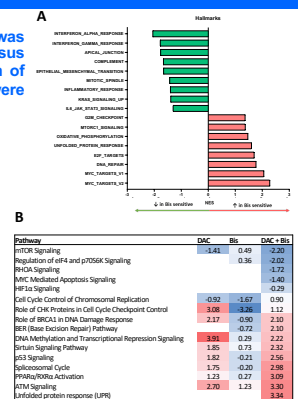 was
sus
n of
ere
A
Hallmarks
INTERFERON_ALPHA_RESPONSE
INTERFERON_GAMMA_RESPONSE
APICAL_JUNCTION
COMPLEMENT
EPITHELIAL_MESENCHYMAL_TRANSITION
MITOTIC_SPINDLE
INFLAMMATORY_RESPONSE
KRAS_SIGNALING_UP
IL6_JAK_STAT3_SIGNALING
G2M_CHECKPOINT
MTORC1_SIGNALING
OXIDATIVE_PHOSPHORYLATION
UNFOLDED_PROTEIN_RESPONSE
E2F_TARGETS
DNA_REPAIR
MYC_TARGETS_V1
MYC_TARGETS_V2
-3 -2 -1 0 1 2 3
↓ in Bis sensitive NES ↑ in Bis sensitive
B
Pathway DAC Bis DAC + Bis
mTOR Signaling -1.41 0.49 -2.20
Regulation of eIF4 and p70S6K Signaling 0.36 -2.02
RHOA Signaling -1.72
MYC Mediated Apoptosis Signaling -1.40
HIF1α Signaling -0.29
Cell Cycle Control of Chromosomal Replication -0.92 -1.67 0.90
Role of CHK Proteins in Cell Cycle Checkpoint Control 3.08 -3.26 1.12
Role of BRCA1 in DNA Damage Response 2.17 -0.90 2.10
BER (Base Excision Repair) Pathway -0.72 2.10
DNA Methylation and Transcriptional Repression Signaling 3.91 0.29 2.22
Sirtuin Signaling Pathway 1.85 0.73 2.32
p53 Signaling 1.82 -0.21 2.56
Spliceosomal Cycle 1.75 -0.20 2.98
PPARα/RXRα Activation 1.23 0.27 3.09
ATM Signaling 2.70 1.23 3.30
Unfolded protein response (UPR) 3.34